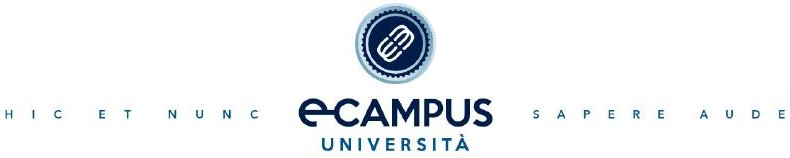 HIC ET NUNC eCAMPUS SAPERE AUDE
UNIVERSITÀ